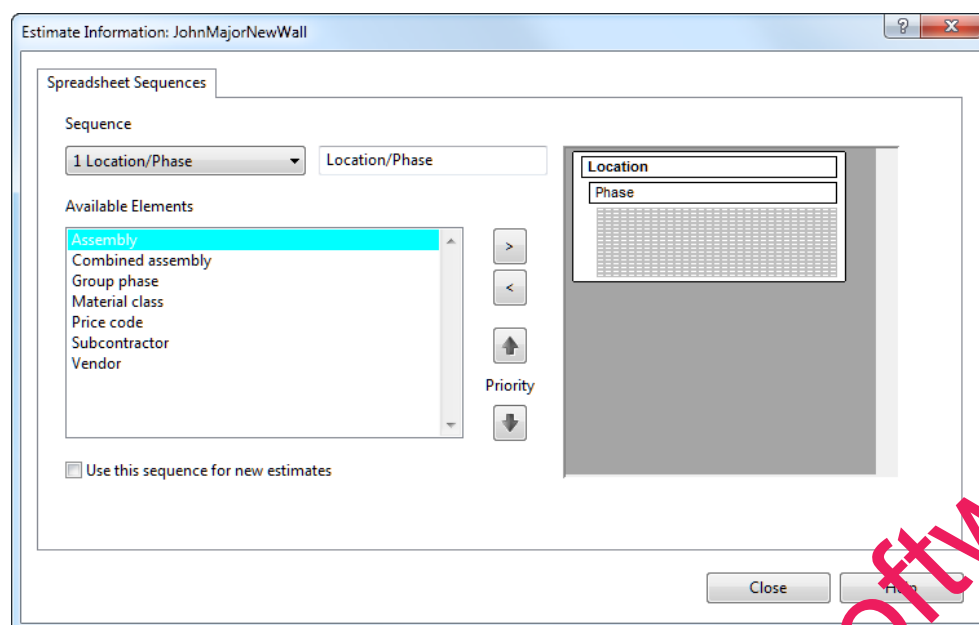 Estimate Information: JohnMajorNewWall
?
X
Spreadsheet Sequences
Sequence
1 Location/Phase
Location/Phase
Location
Phase
Available Elements
Assembly
Combined assembly
Group phase
Material class
Price code
Subcontractor
Vendor
>
<
Priority
Use this sequence for new estimates
Close